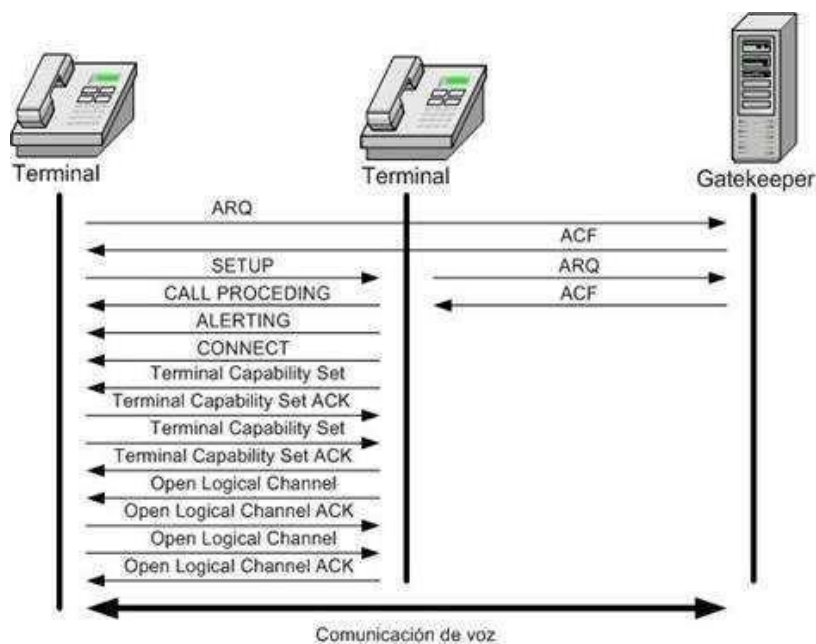 Terminal
Terminal
Gatekeeper
ARQ
ACF
SETUP
ARQ
CALL PROCEDING
ACF
ALERTING
CONNECT
Terminal Capability Set
Terminal Capability Set ACK
Terminal Capability Set
Terminal Capability Set ACK
Open Logical Channel
Open Logical Channel ACK
Open Logical Channel
Open Logical Channel ACK
Comunicación de voz